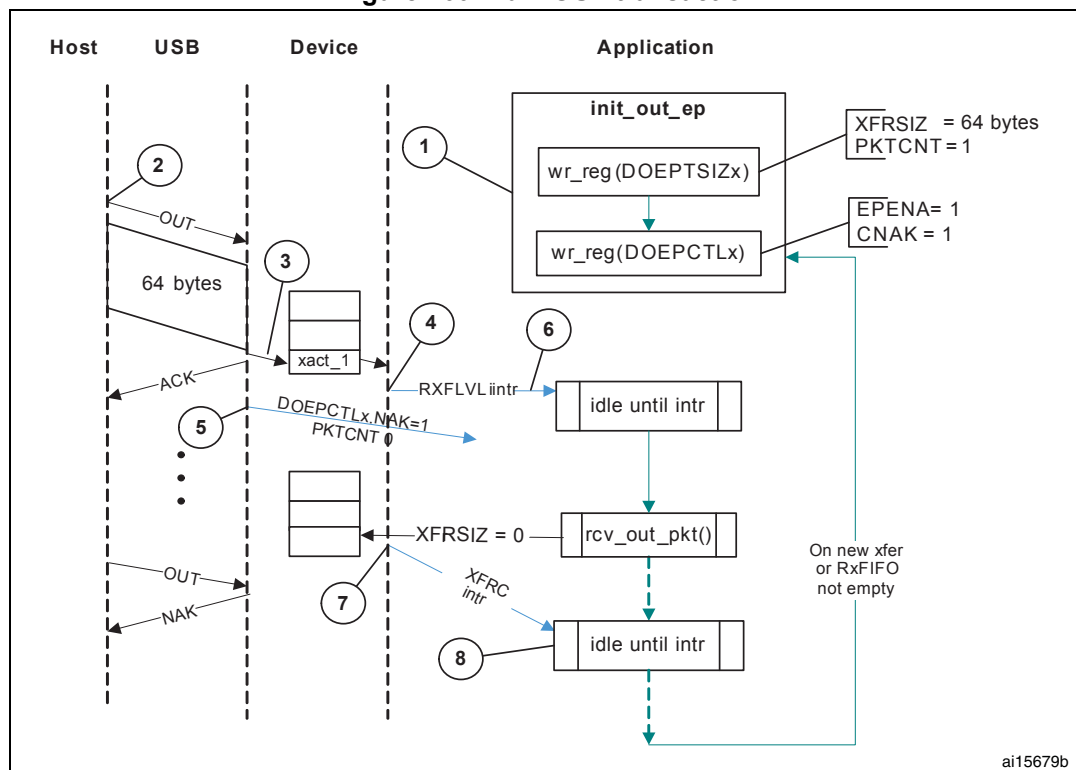 Host USB Device Application
init_out_ep
1
XFRSIZ = 64 bytes
PKTCNT = 1
wr_reg(DOEPTSIZx)
2
OUT
EPENA= 1
CNAK = 1
wr_reg(DOEPCTLx)
3
64 bytes
4
6
xact_1
ACK
RXFLVL iintr
idle until intr
5
DOEPCTLx.NAK=1
PKTCNT 0
XFRSIZ = 0
rcv_out_pkt()
On new xfer
or RxFIFO
not empty
OUT
XFRC
intr
7
NAK
idle until intr
8
ai15679b